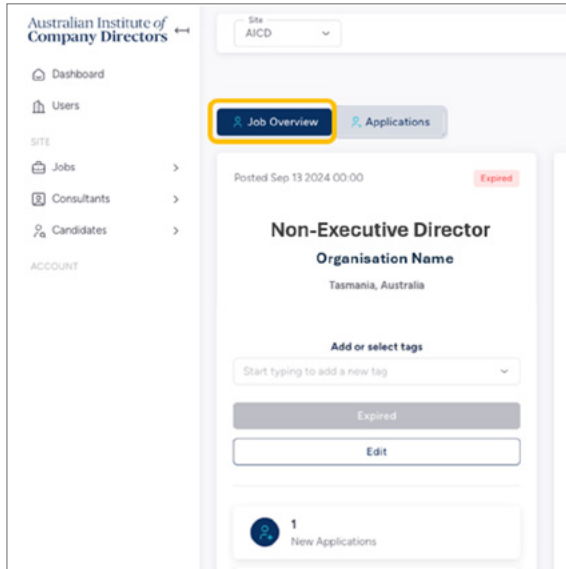 Australian Institute of
Company Directors
Site
AICD
Dashboard
Users
SITE
Jobs
Consultants
Candidates
ACCOUNT
Job Overview
Applications
Posted Sep 13 2024 00:00
Expired
Non-Executive Director
Organisation Name
Tasmania, Australia
Add or select tags
Start typing to add a new tag
Expired
Edit
1
New Applications